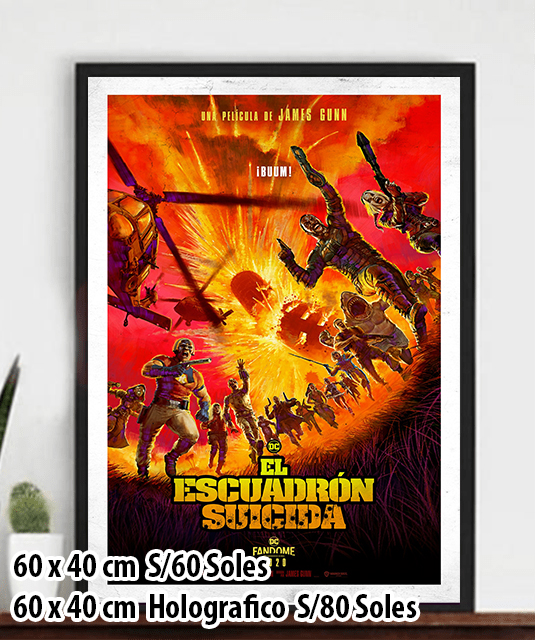 UNA PELÍCULA DE JAMES GUNN
¡BUUM!
DC
EL
ESCUADRÓN
SUICIDA
DC
FANDOME
60 x 40 cm S/60 Soles
60 x 40 cm Holografico S/80 Soles